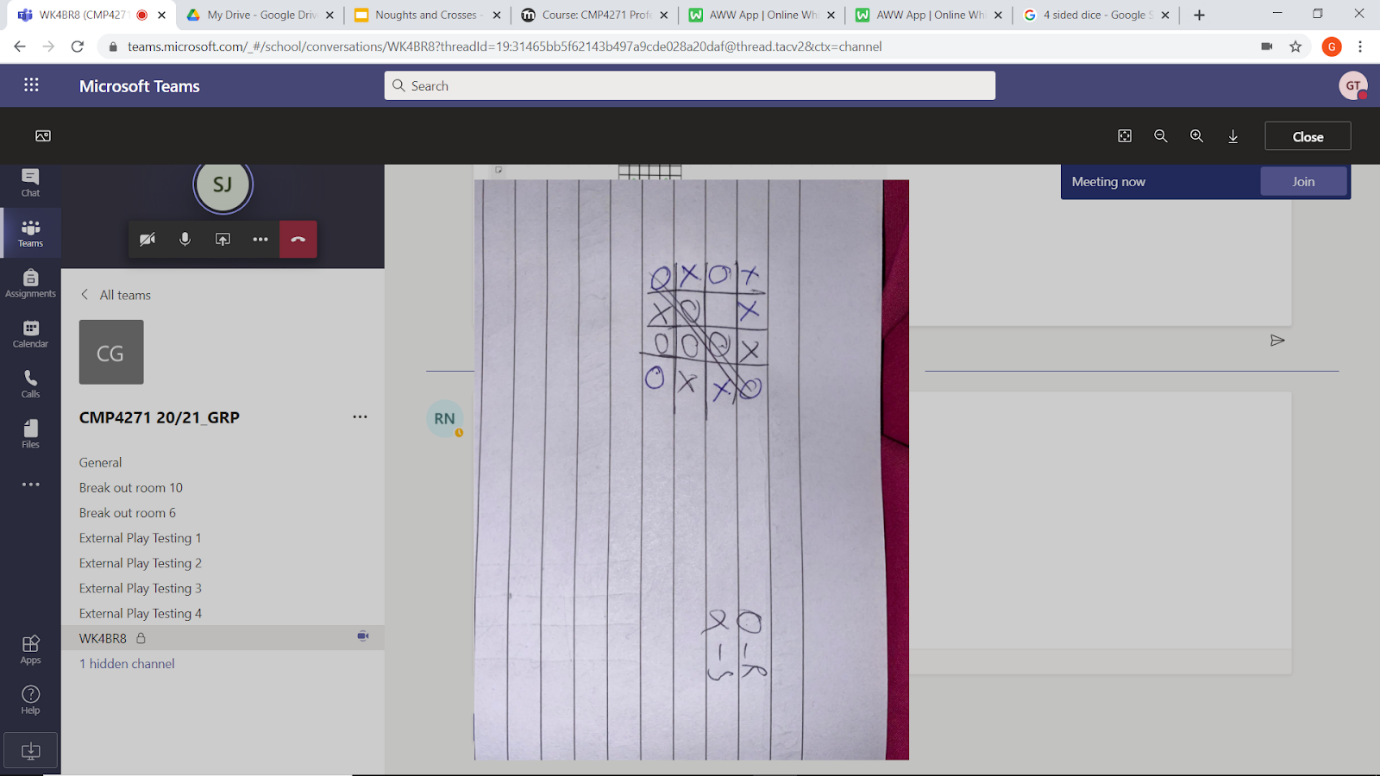 WK4BR8 (CMP427
My Drive - Google Driv
Noughts and Crosses -
Course: CMP4271 Profe
AWW App | Online Wh
AWW App | Online Wh
4 sided dice - Google S
teams.microsoft.com/_#/school/conversations/WK4BR8?threadId=19:31465bb5f62143b497a9cde028a20daf@thread.tacv2&ctx=channel
G
Microsoft Teams
Search
GT
Close
Chat
SJ
Meeting now
Join
Teams
Assignments
All teams
Calendar
CG
Calls
CMP4271 20/21_GRP
RN
Files
General
Break out room 10
Break out room 6
External Play Testing 1
External Play Testing 2
External Play Testing 3
External Play Testing 4
WK4BR8
1 hidden channel
Apps
Help
O X O X
X O X
O O O X
O X X O
O - R
X - S